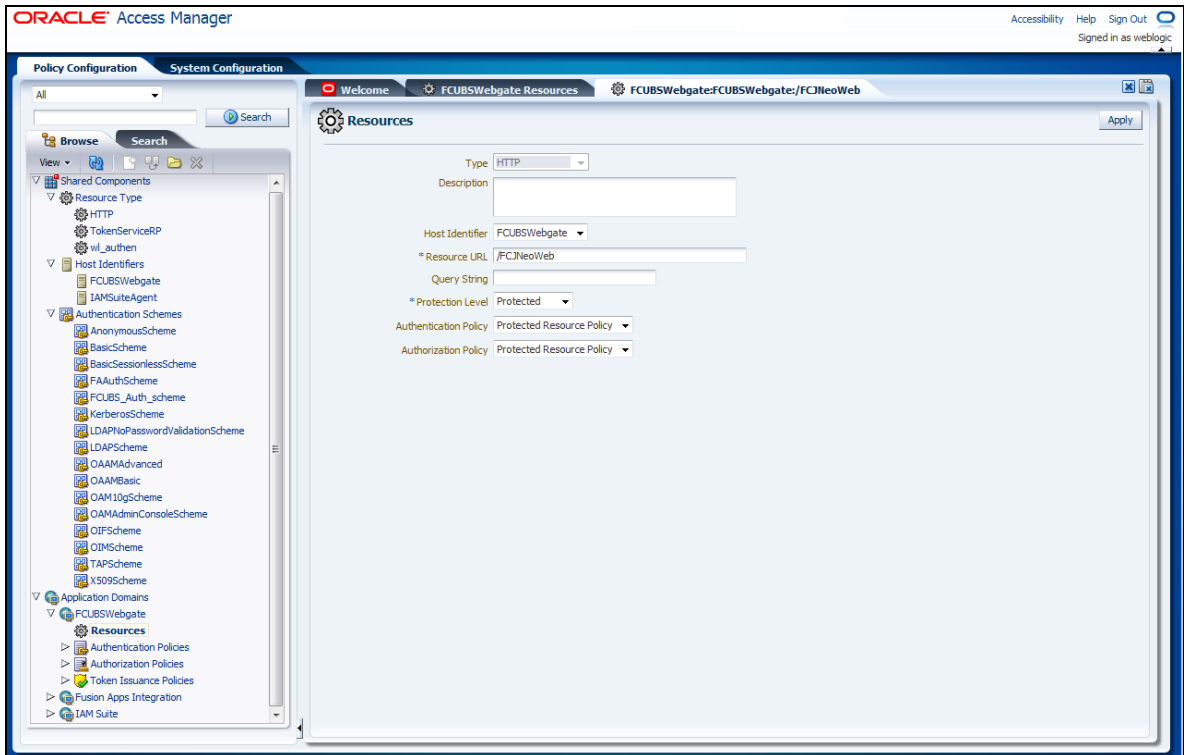 ORACLE Access Manager
Accessibility Help Sign Out
Signed in as weblogic
Policy Configuration System Configuration
All
Search
Browse Search
View
Shared Components
Resource Type
HTTP
TokenServiceRP
wl_authen
Host Identifiers
FCUBSWebgate
IAMSuiteAgent
Authentication Schemes
AnonymousScheme
BasicScheme
BasicSessionlessScheme
FAAuthScheme
FCUBS_Auth_scheme
KerberosScheme
LDAPNoPasswordValidationScheme
LDAPScheme
OAAMAdvanced
OAAMBasic
OAM10gScheme
OAMAdminConsoleScheme
OIFScheme
OIMScheme
TAPScheme
X509Scheme
Application Domains
FCUBSWebgate
Resources
Authentication Policies
Authorization Policies
Token Issuance Policies
Fusion Apps Integration
IAM Suite
Welcome FCUBSWebgate Resources FCUBSWebgate:FCUBSWebgate:/FCJNeoWeb
Resources Apply
Type HTTP
Description
Host Identifier FCUBSWebgate
* Resource URL /FCJNeoWeb
Query String
* Protection Level Protected
Authentication Policy Protected Resource Policy
Authorization Policy Protected Resource Policy